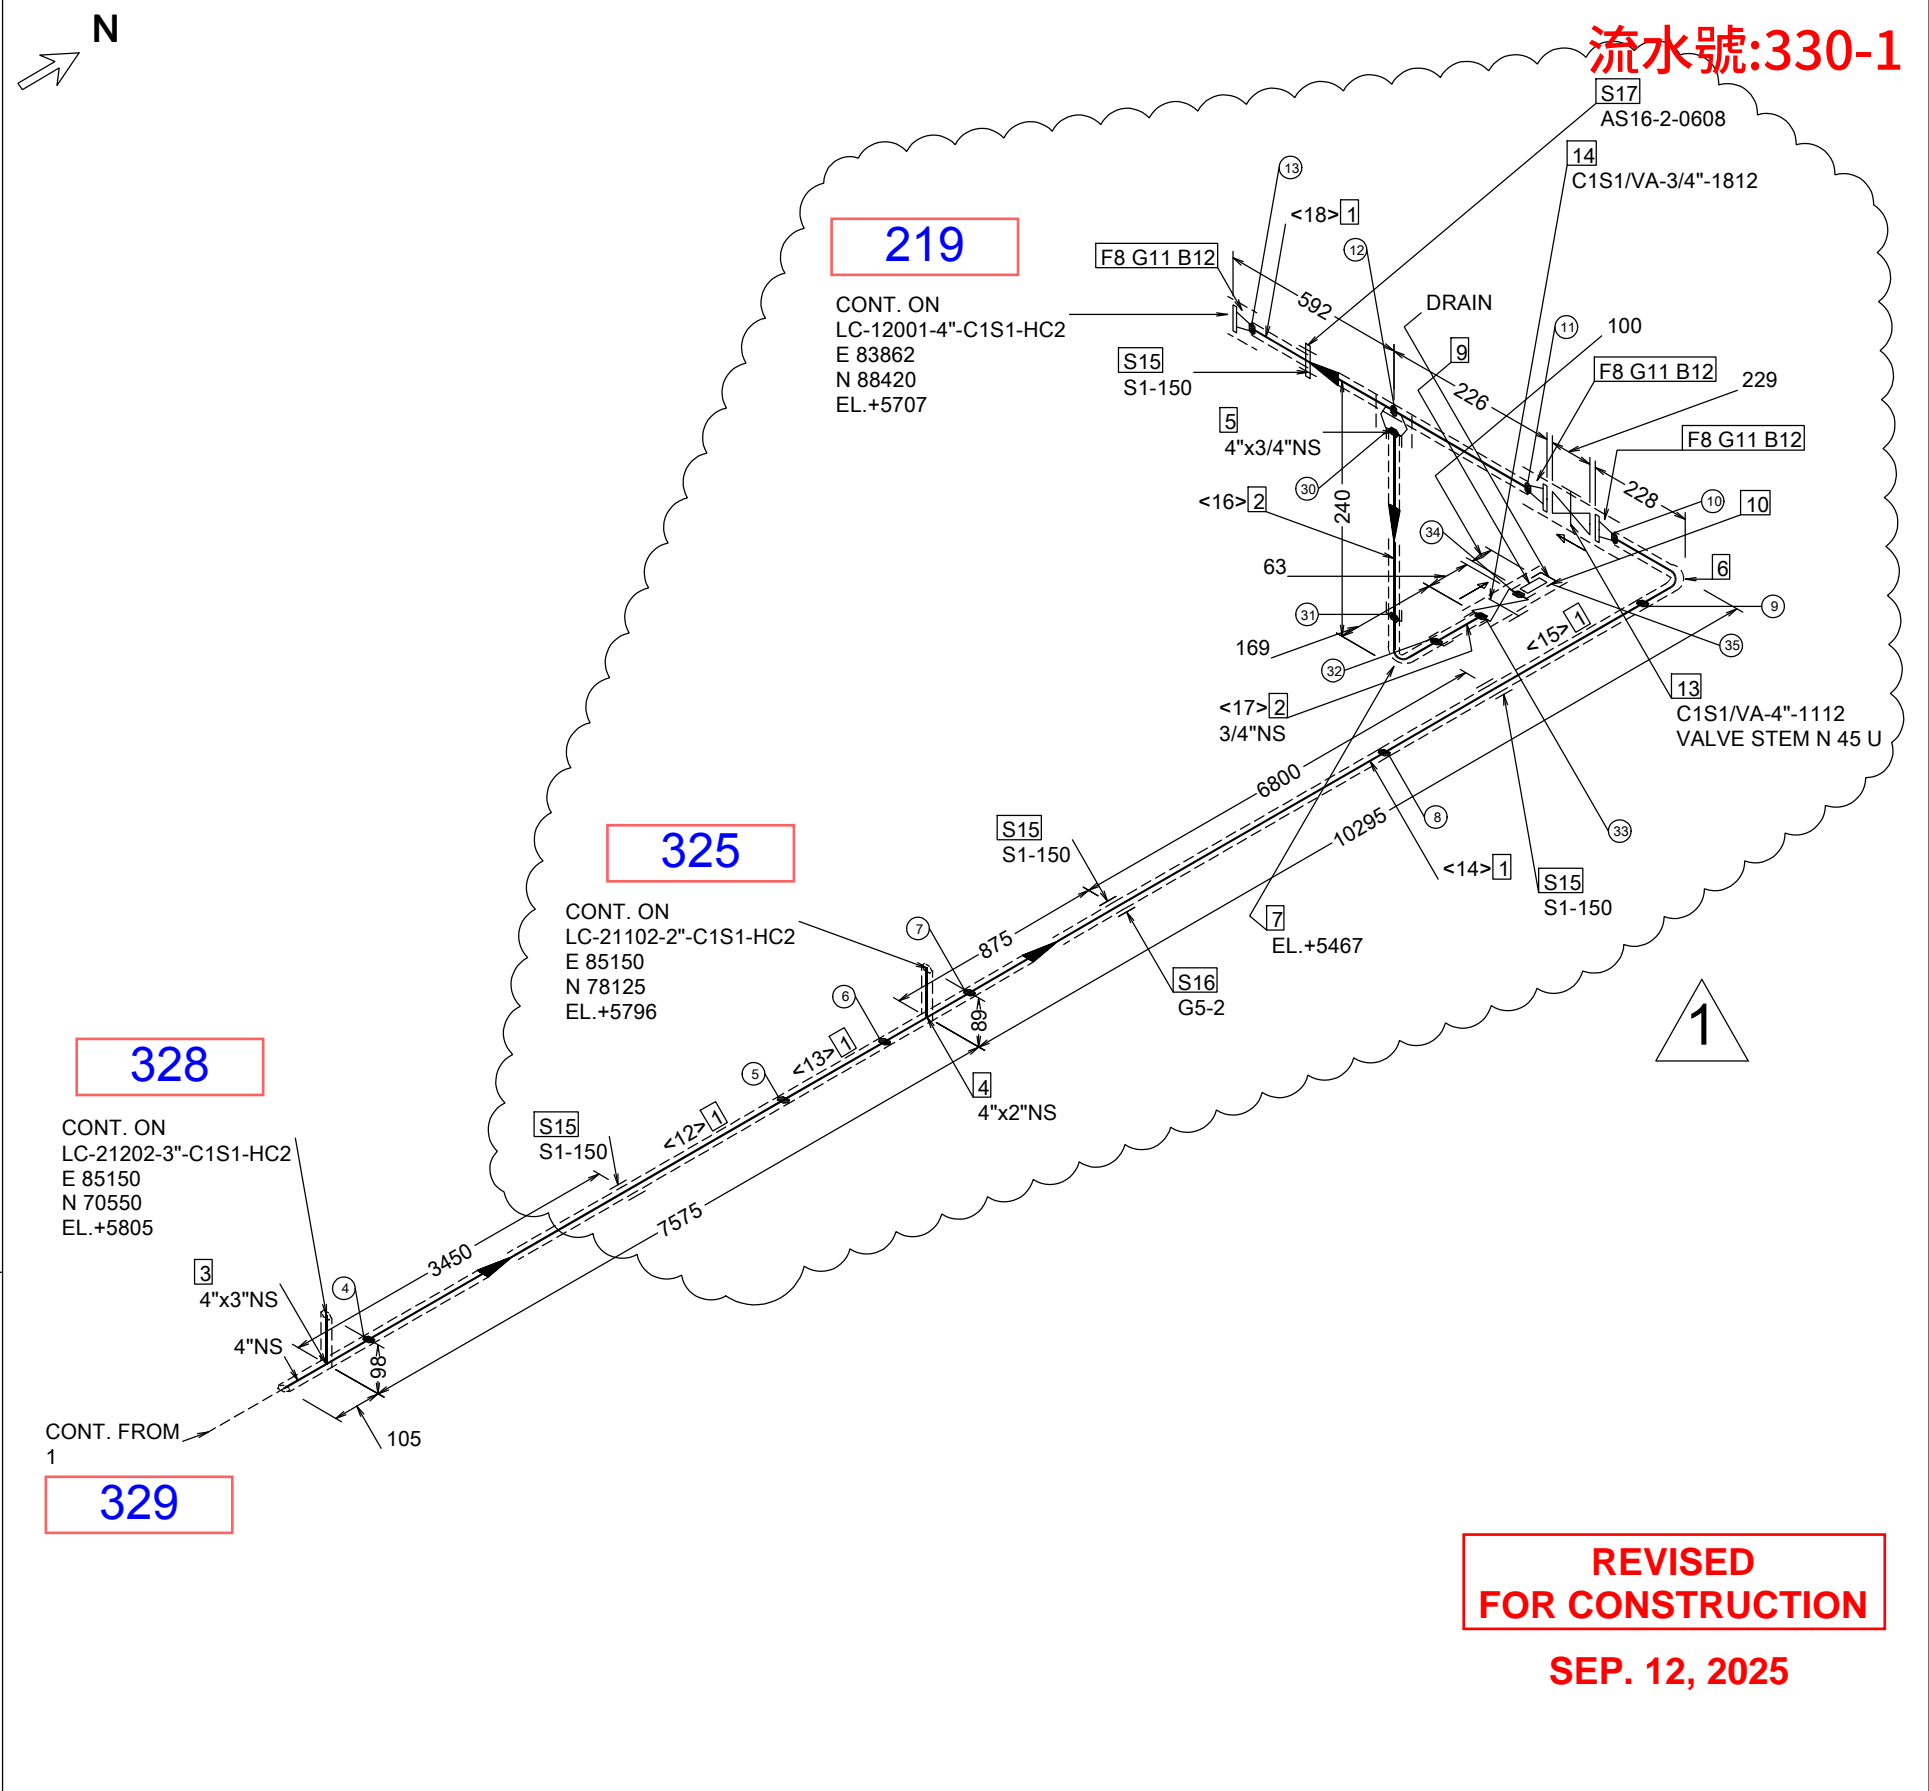 N
流水號:330-1
S17
AS16-2-0608
14
C1S1/VA-3/4"-1812
13
<18> 1
12
219
F8 G11 B12
592
DRAIN
CONT. ON
LC-12001-4"-C1S1-HC2
E 83862
N 88420
EL.+5707
11
100
9
F8 G11 B12
229
S15
S1-150
226
5
4"x3/4"NS
F8 G11 B12
30
240
<16> 2
228
10
10
34
63
6
31
9
169
<15> 1
35
32
13
C1S1/VA-4"-1112
VALVE STEM N 45 U
<17> 2
3/4"NS
6800
10295
8
33
325
S15
S1-150
<14> 1
S15
S1-150
CONT. ON
LC-21102-2"-C1S1-HC2
E 85150
N 78125
EL.+5796
7
875
7
EL.+5467
6
S16
G5-2
89
1
328
<13> 1
5
4
4"x2"NS
CONT. ON
LC-21202-3"-C1S1-HC2
E 85150
N 70550
EL.+5805
S15
S1-150
<12> 1
7575
3450
3
4"x3"NS
4
4"NS
98
CONT. FROM
1
105
329
REVISED
FOR CONSTRUCTION
SEP. 12, 2025